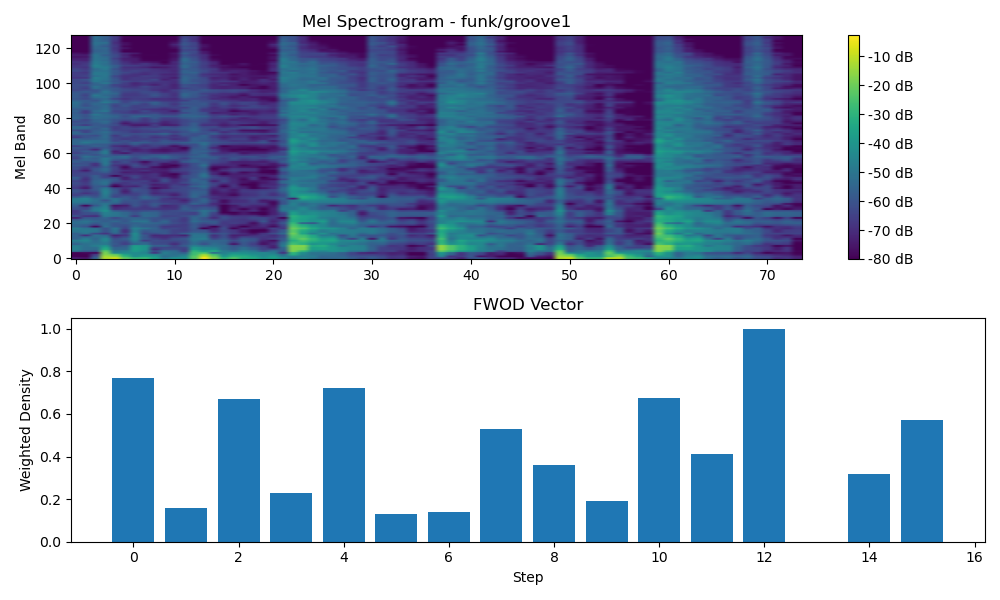 Mel Spectrogram - funk/groove1
Mel Band
120
100
80
60
40
20
0
0 10 20 30 40 50 60 70
-10 dB
-20 dB
-30 dB
-40 dB
-50 dB
-60 dB
-70 dB
-80 dB
FWOD Vector
Weighted Density
1.0
0.8
0.6
0.4
0.2
0.0
0 2 4 6 8 10 12 14 16
Step